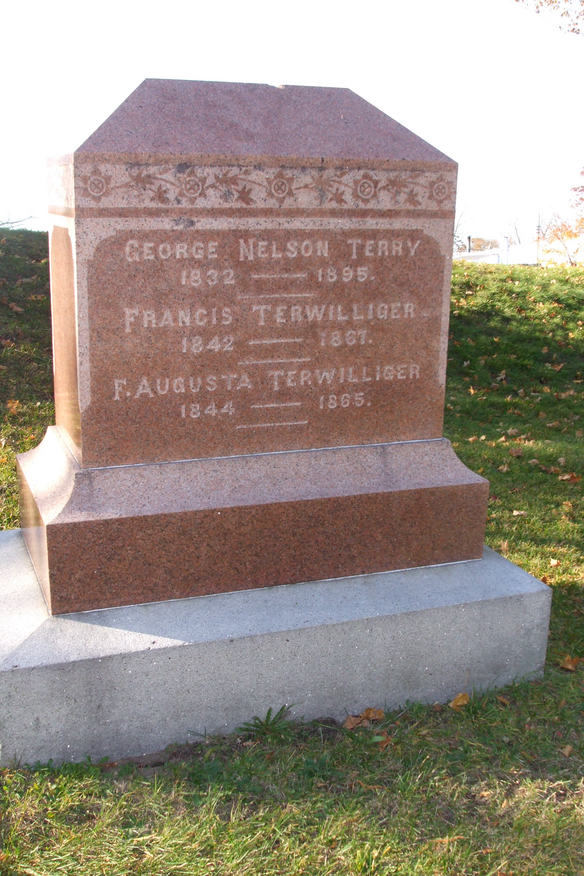 GEORGE NELSON TERRY
1832 — 1895.
FRANCIS TERWILLIGER
1842 — 1867.
F. AUGUSTA TERWILLIGER
1844 — 1865.